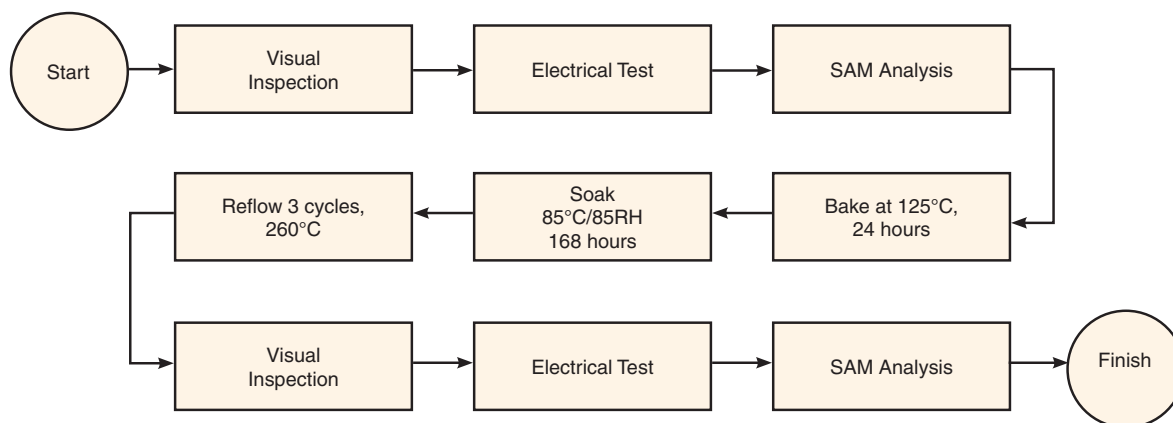 Start
Visual
Inspection
Electrical Test
SAM Analysis
Bake at 125°C,
24 hours
Soak
85°C/85RH
168 hours
Reflow 3 cycles,
260°C
Visual
Inspection
Electrical Test
SAM Analysis
Finish